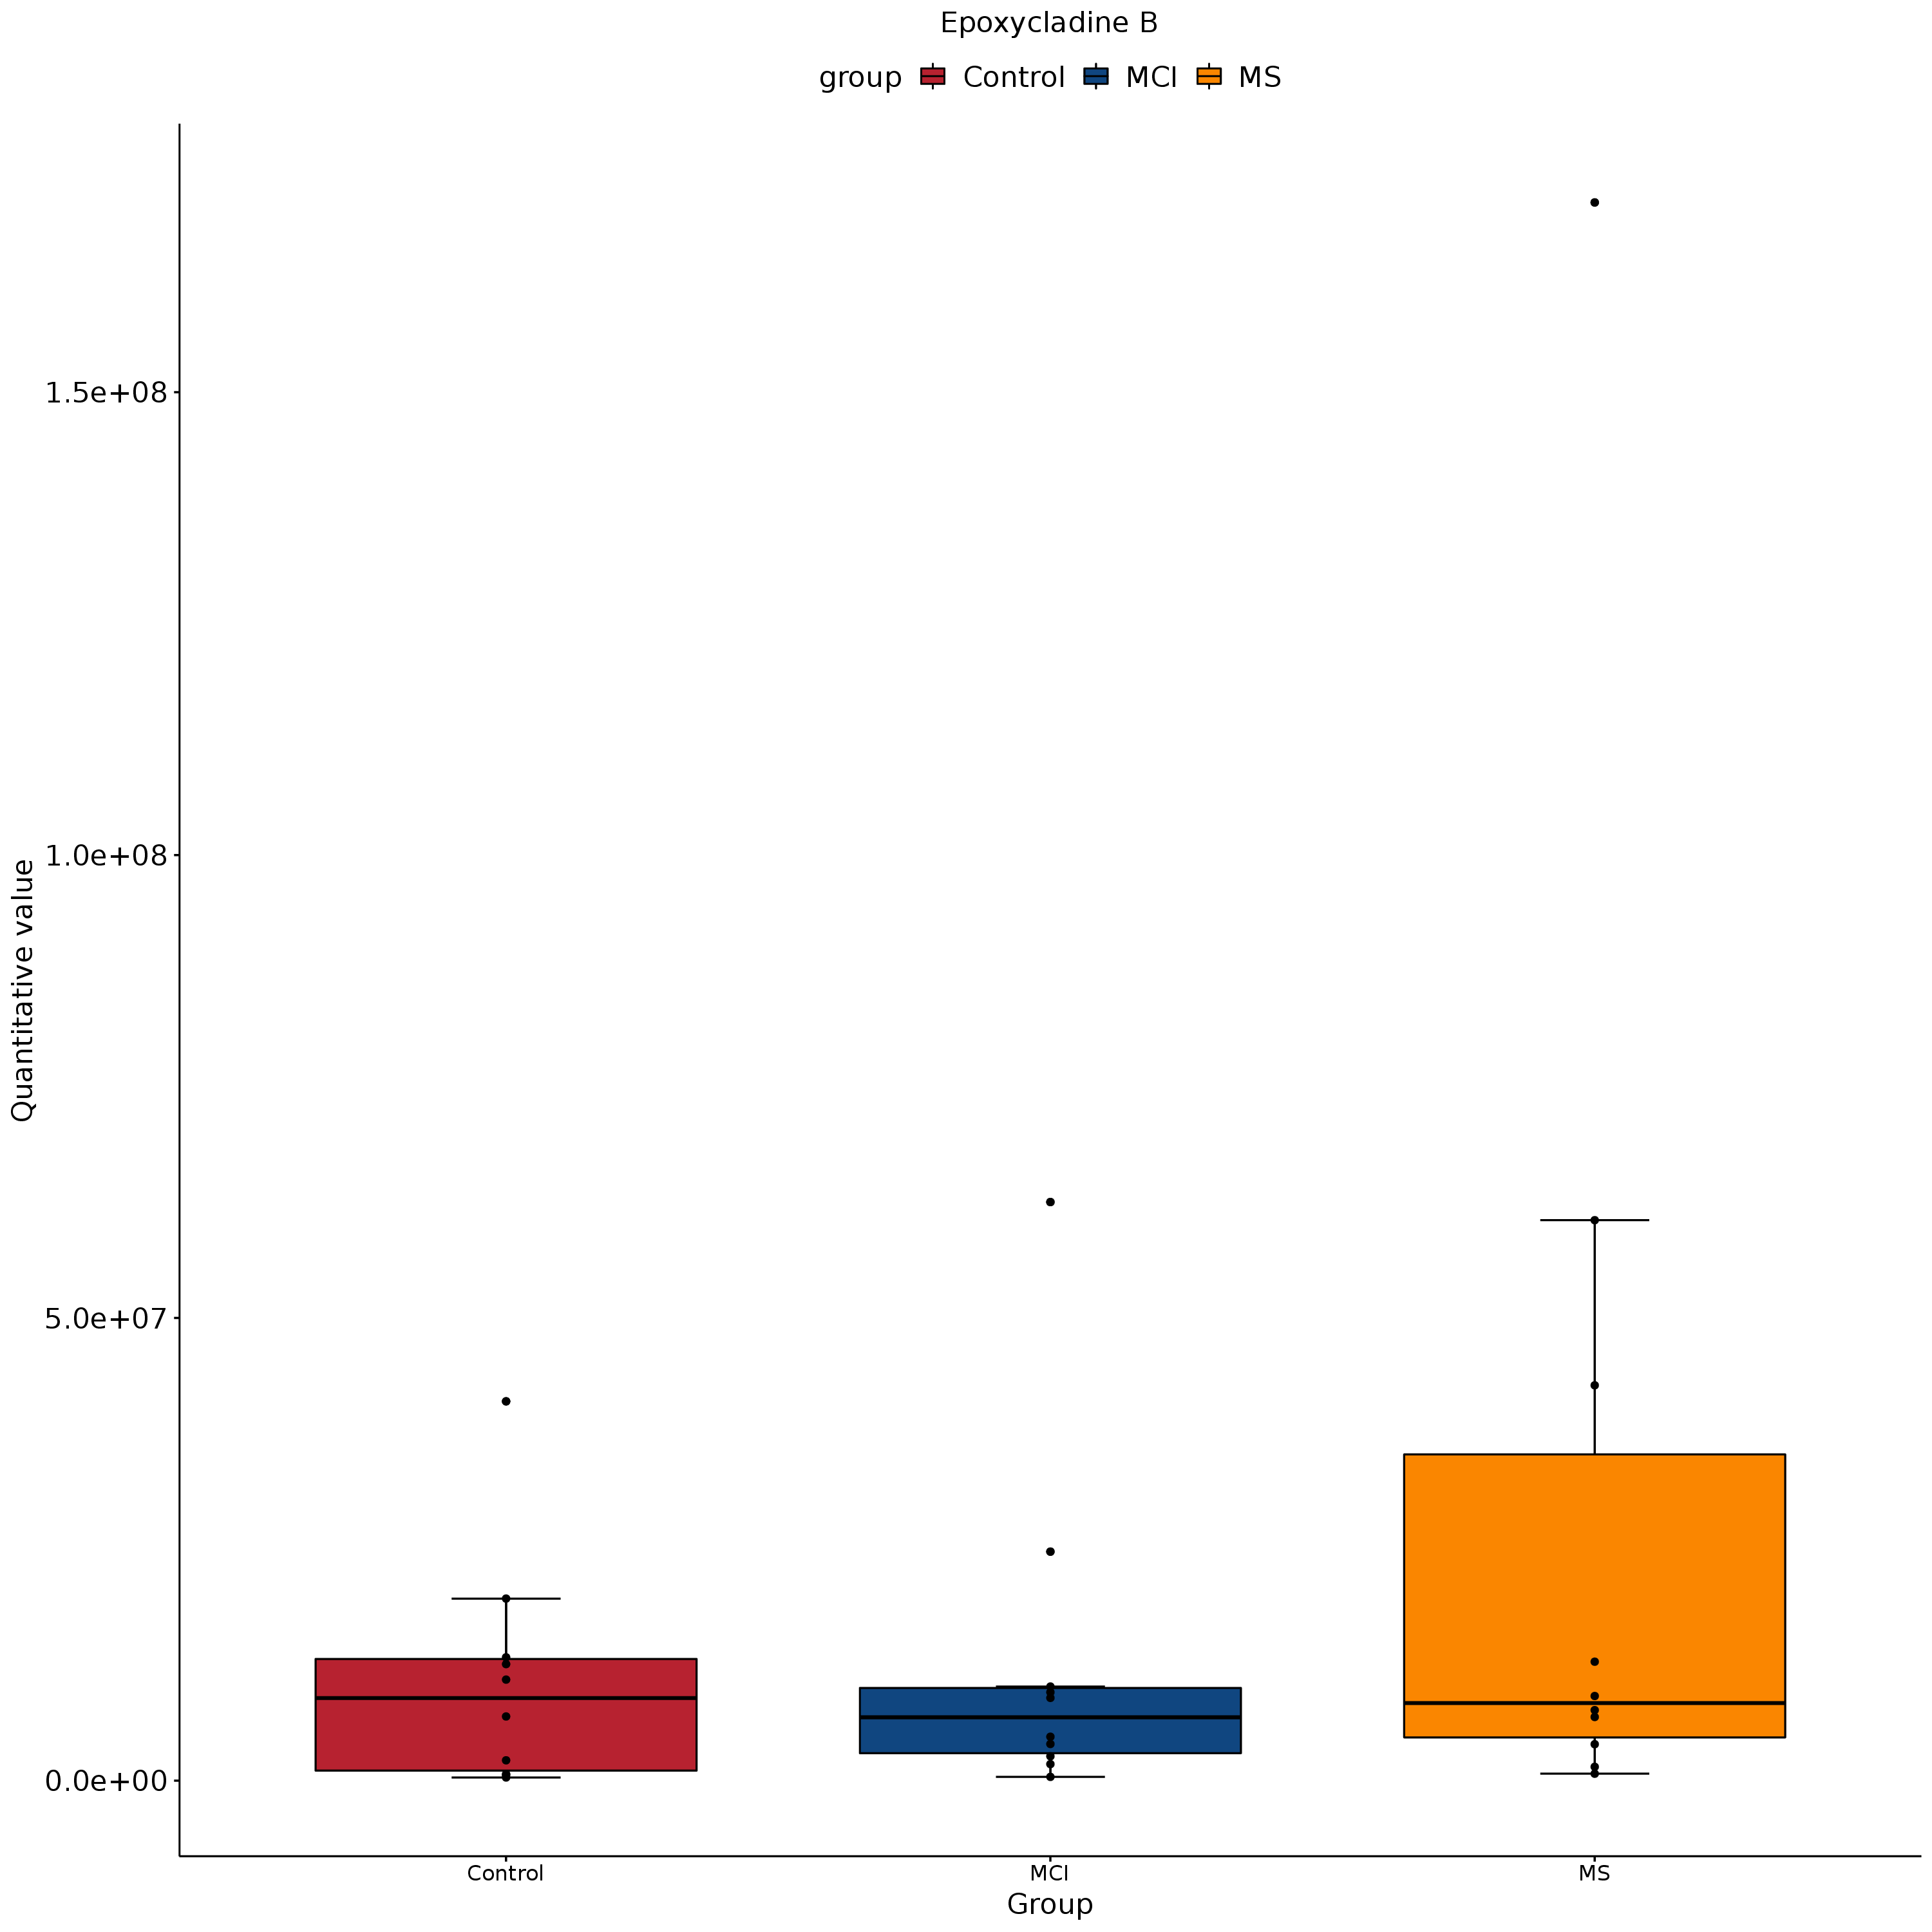 Epoxycladine B
group Control MCI MS
1.5e+08
1.0e+08
5.0e+07
0.0e+00
Quantitative value
Control MCI MS
Group